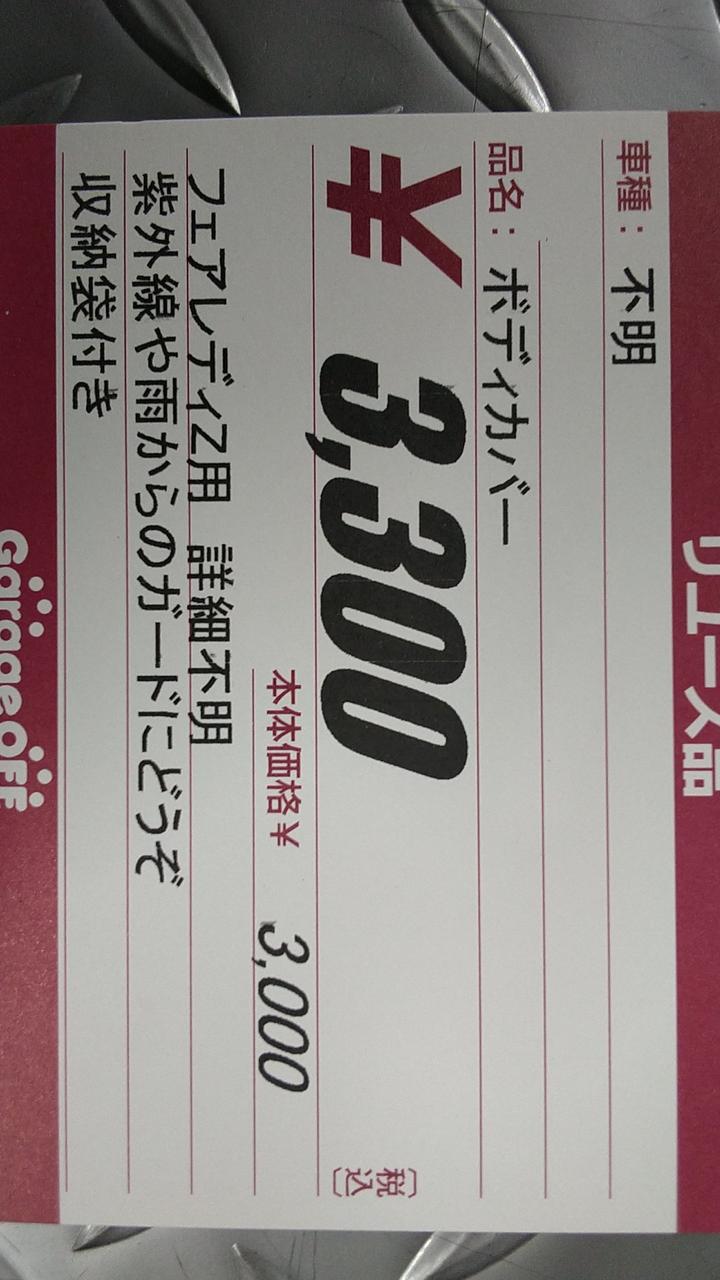 リユース品
車種： 不明
品名： ボディカバー
¥ 3,300 〔税込〕
本体価格¥ 3,000
フェアレディZ用 詳細不明
紫外線や雨からのガードにどうぞ
収納袋付き
Garage OFF